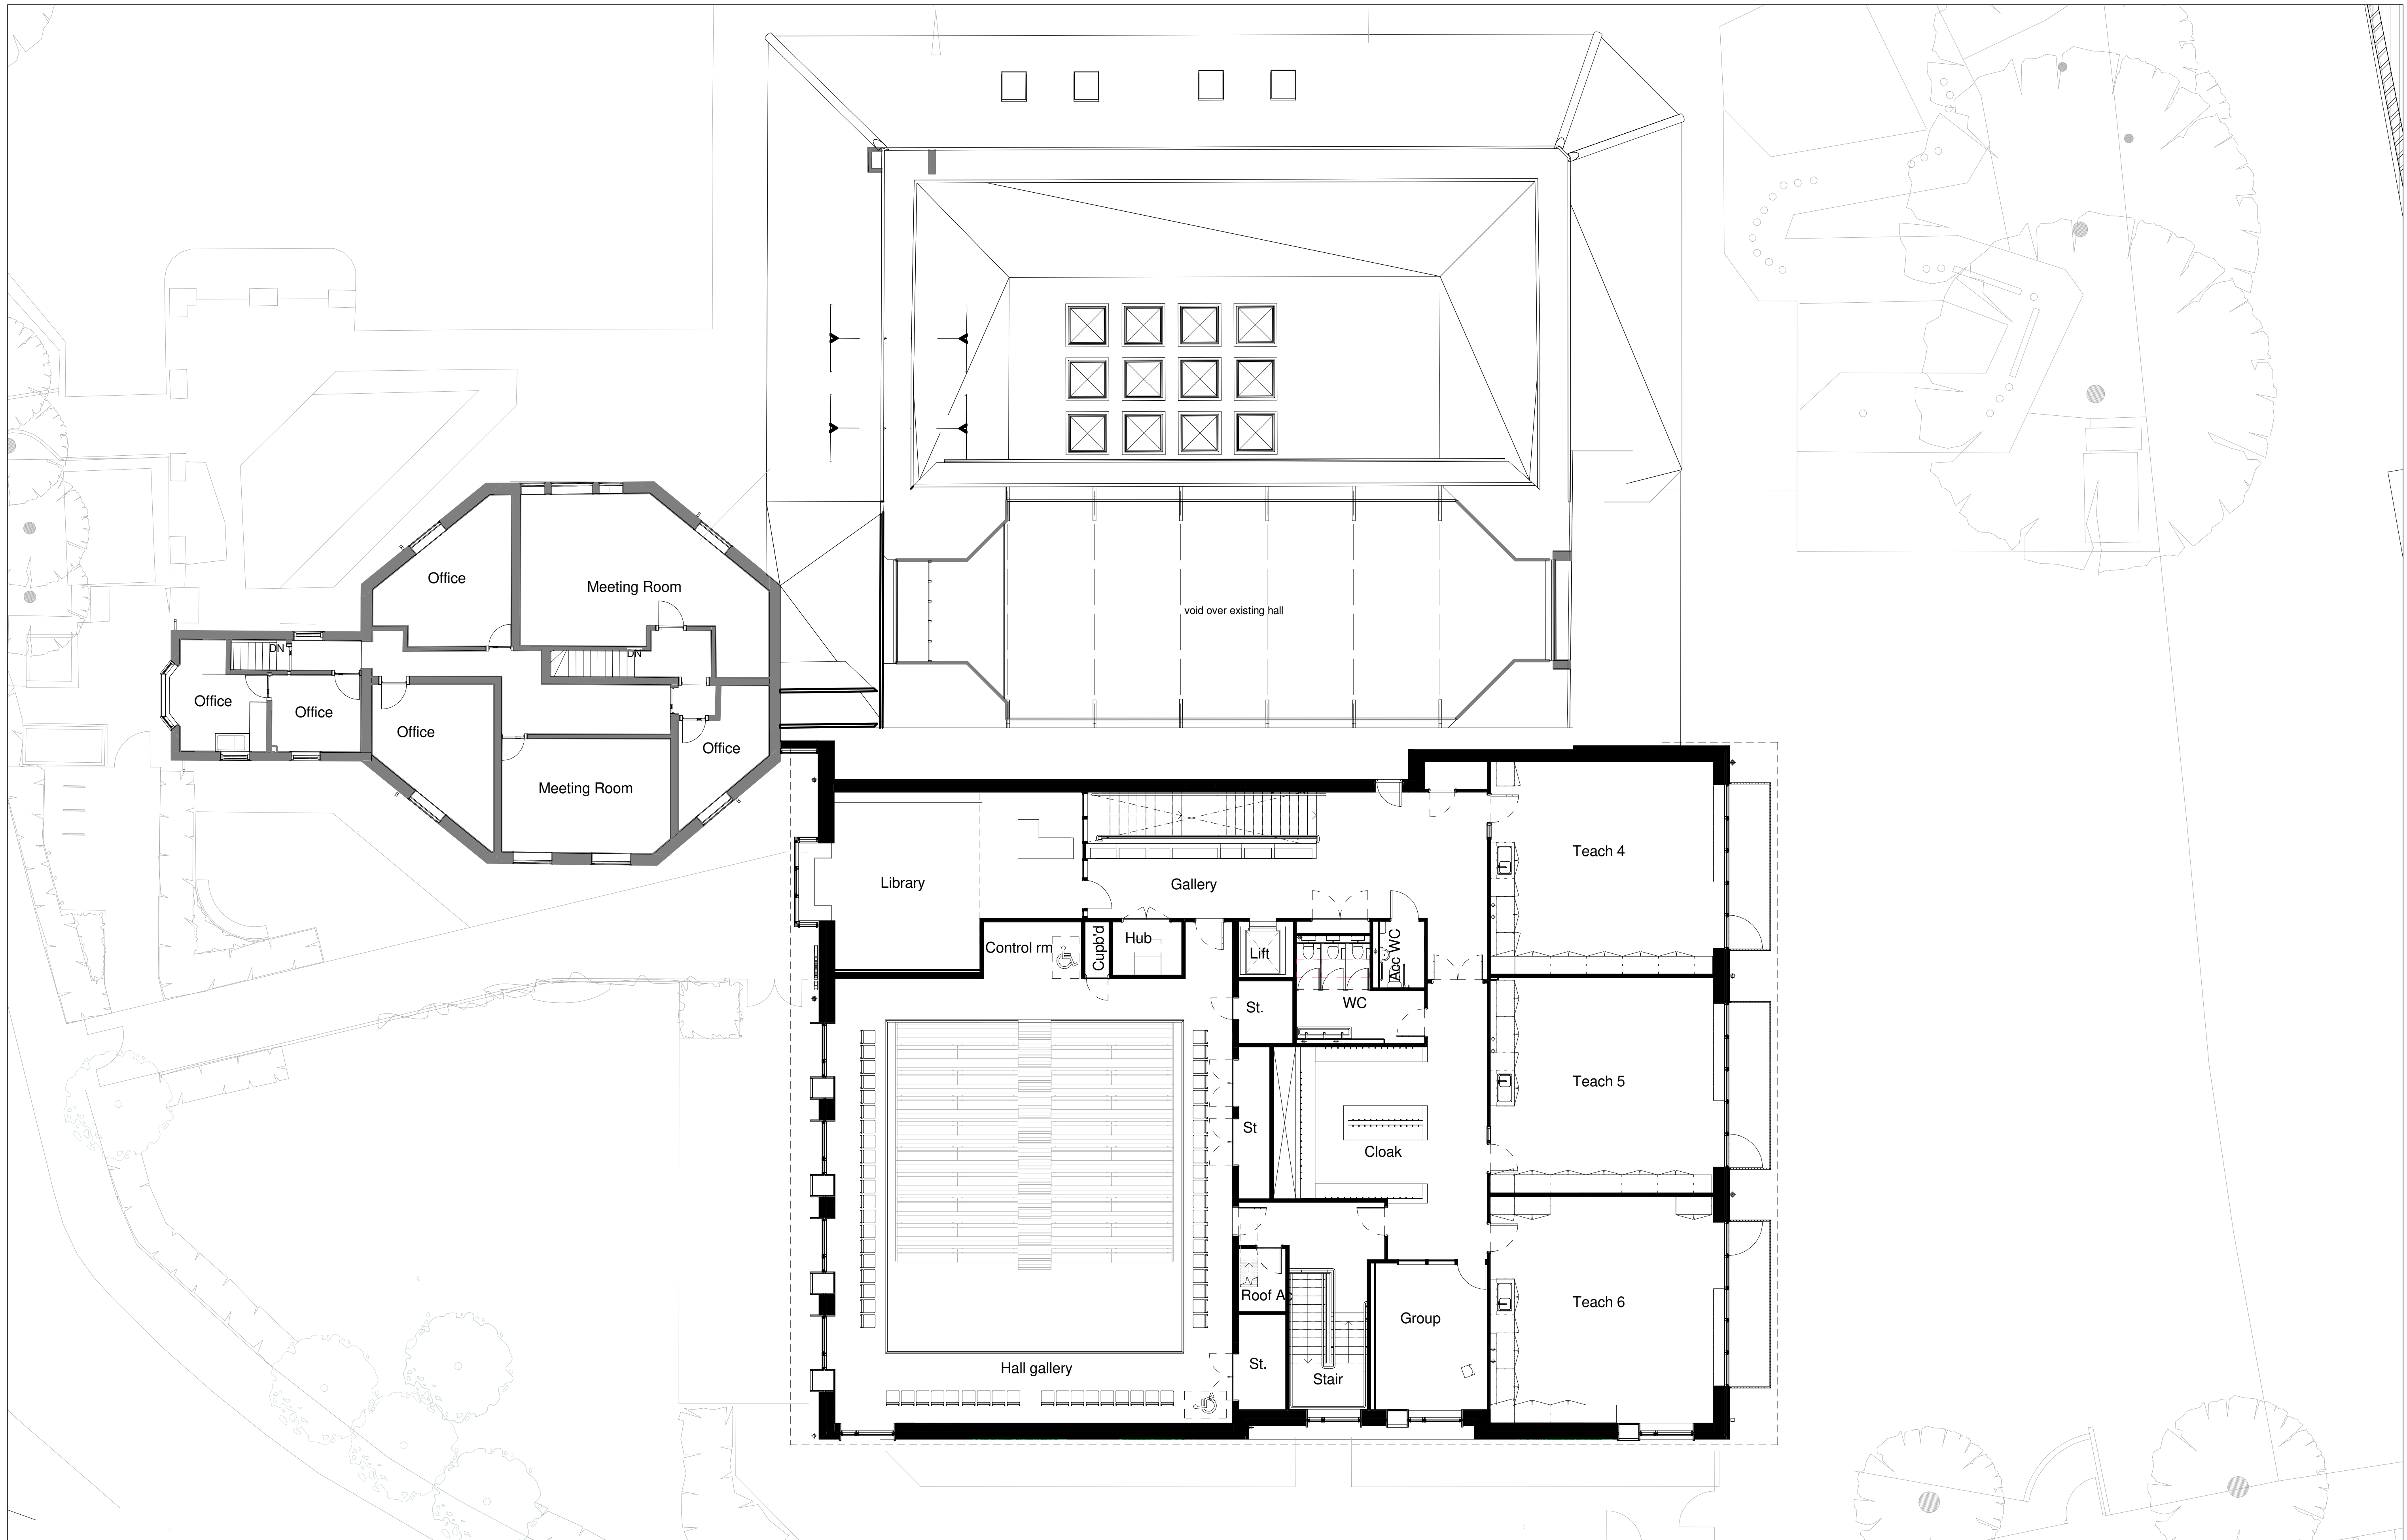 Office
Meeting Room
void over existing hall
DN
DN
Office
Office
Office
Office
Meeting Room
Library
Gallery
Teach 4
Control rm
Cupb'd
Hub
Lift
Acc WC
St.
WC
Teach 5
St
Cloak
Roof Ac
Group
Teach 6
Hall gallery
St.
Stair